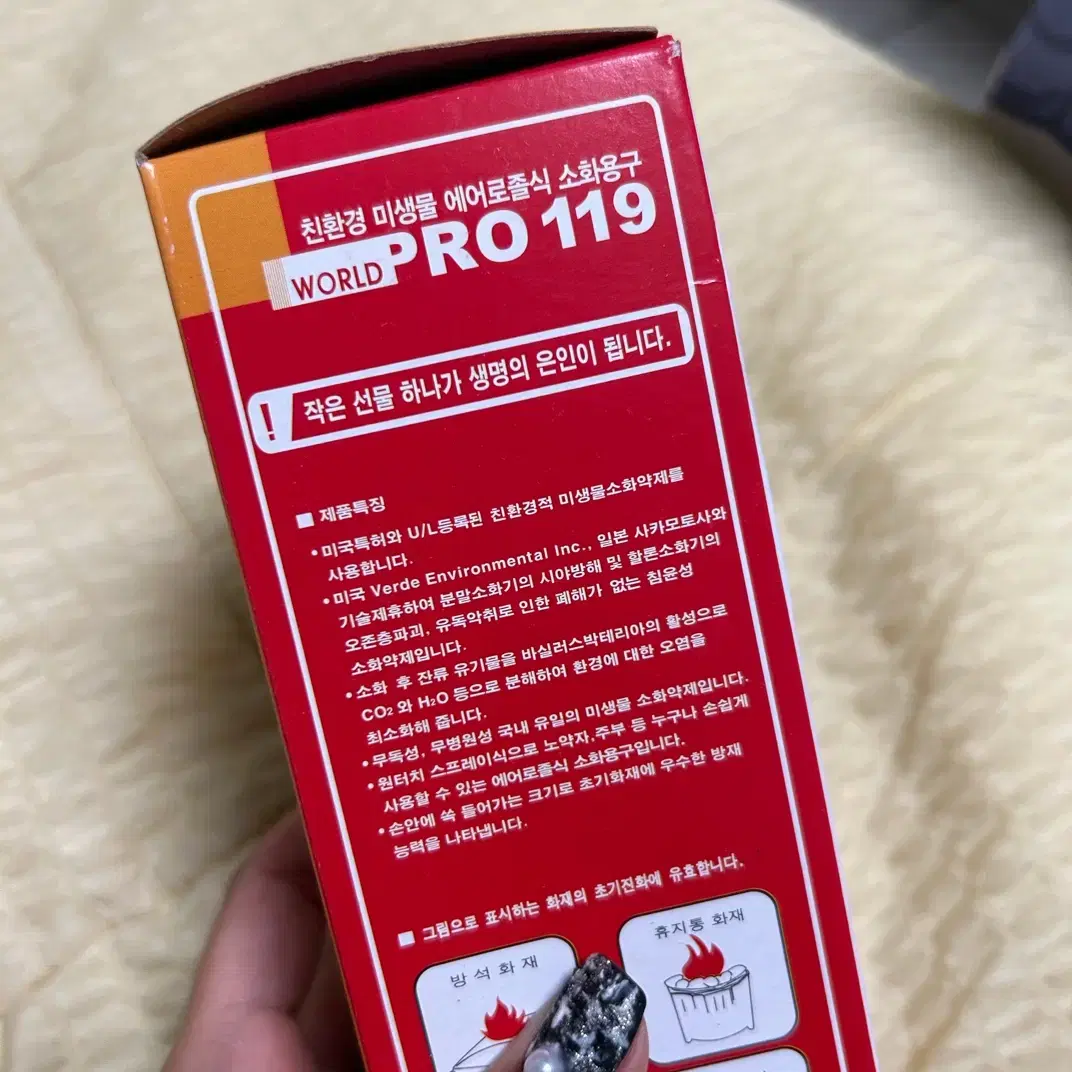 친환경 미생물 에어로졸식 소화용구
WORLD PRO 119
! 작은 선물 하나가 생명의 은인이 됩니다.
■ 제품특징
• 미국특허와 U/L등록된 친환경적 미생물소화약제를
사용합니다.
• 미국 Verde Environmental Inc., 일본 사카모토사와
기술제휴하여 분말소화기의 시야방해 및 할론소화기의
오존층파괴, 유독악취로 인한 폐해가 없는 침윤성
소화약제입니다.
• 소화 후 잔류 유기물을 바실러스박테리아의 활성으로
CO₂ 와 H₂O 등으로 분해하여 환경에 대한 오염을
최소화해 줍니다.
• 무독성, 무병원성 국내 유일의 미생물 소화약제입니다.
• 원터치 스프레이식으로 노약자,주부 등 누구나 손쉽게
사용할 수 있는 에어로졸식 소화용구입니다.
• 손안에 쏙 들어가는 크기로 초기화재에 우수한 방재
능력을 나타냅니다.
■ 그림으로 표시하는 화재의 초기진화에 유효합니다.
방석화재
휴지통 화재